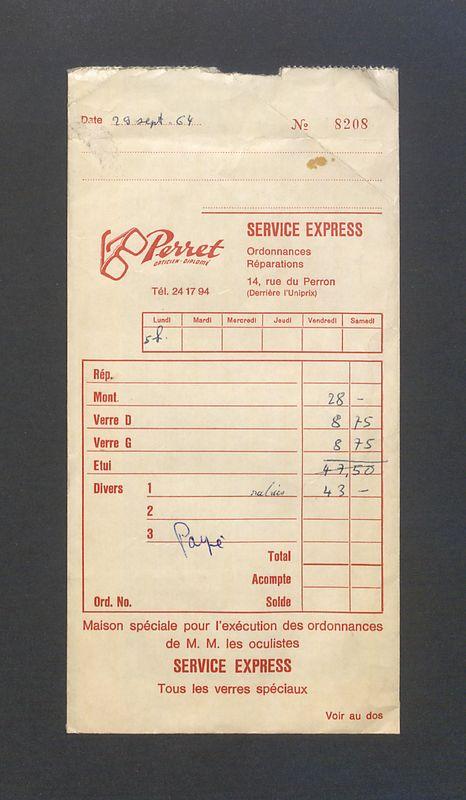 Date 29 sept. 64
№ 8208
Perret
OPTICIEN-DIPLOMÉ
Tél. 24 17 94
SERVICE EXPRESS
Ordonnances
Réparations
14, rue du Perron
(Derrière l'Uniprix)
Lundi Mardi Mercredi Jeudi Vendredi Samedi
5h.
Rép.
Mont. 28 -
Verre D 8 75
Verre G 8 75
Etui 47,50
Divers 1 43 -
2
3 Payé
Total
Acompte
Ord. No. Solde
Maison spéciale pour l'exécution des ordonnances
de M. M. les oculistes
SERVICE EXPRESS
Tous les verres spéciaux
Voir au dos